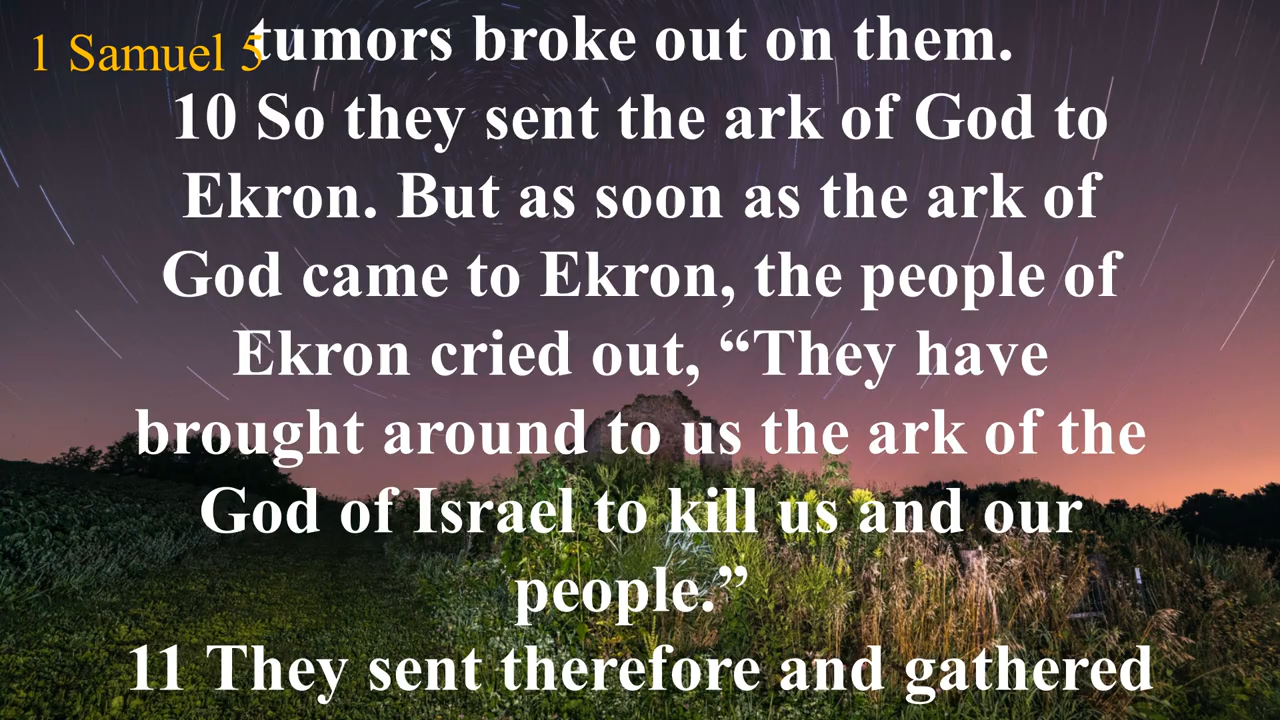 1 Samuel 5
tumors broke out on them.
10 So they sent the ark of God to
Ekron. But as soon as the ark of
God came to Ekron, the people of
Ekron cried out, “They have
brought around to us the ark of the
God of Israel to kill us and our
people.”
11 They sent therefore and gathered